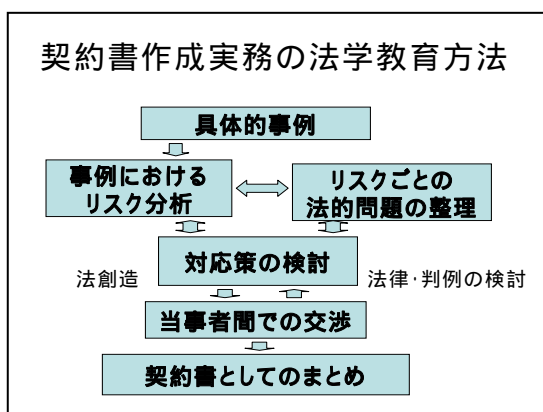 契約書作成実務の法学教育方法
具体的事例
事例における
リスク分析
リスクごとの
法的問題の整理
対応策の検討
法創造
法律・判例の検討
当事者間での交渉
契約書としてのまとめ